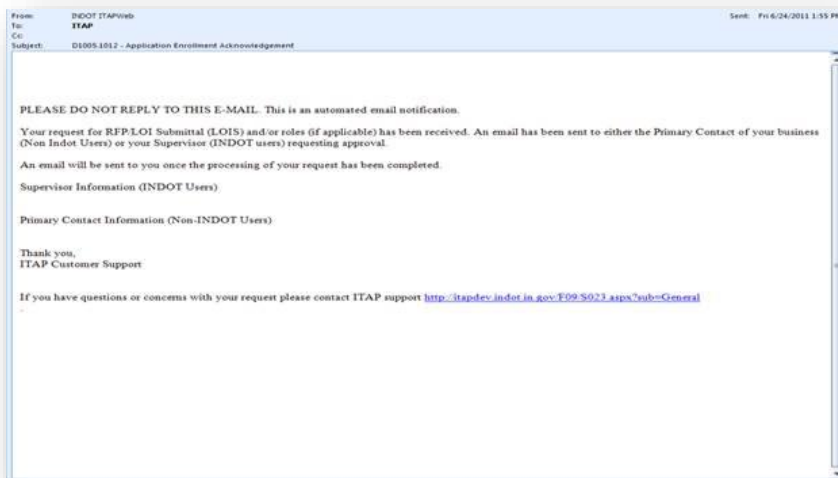 From: INDOT ITAPWeb Sent: Fri 6/24/2011 1:55 PM
To: ITAP
Cc:
Subject: D1005.1012 - Application Enrollment Acknowledgement
PLEASE DO NOT REPLY TO THIS E-MAIL. This is an automated email notification.
Your request for RFP/LOI Submittal (LOIS) and/or roles (if applicable) has been received. An email has been sent to either the Primary Contact of your business
(Non Indot Users) or your Supervisor (INDOT users) requesting approval.
An email will be sent to you once the processing of your request has been completed.
Supervisor Information (INDOT Users)
Primary Contact Information (Non-INDOT Users)
Thank you,
ITAP Customer Support
If you have questions or concerns with your request please contact ITAP support http://itapdev.indot.in.gov/F09/S023.aspx?sub=General